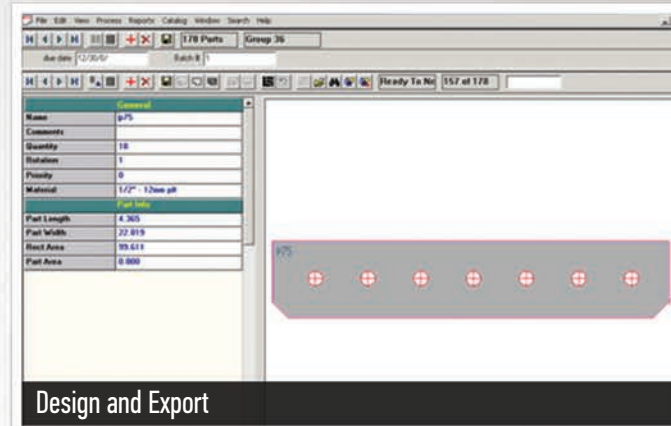 File Edit View Process Reports Catalog Window Search Help
178 Parts Group 36
due date 12/30/0/ Batch # 1
Ready To Ne 157 of 178
General
Name p75
Comments
Quantity 18
Rotation 1
Priority 0
Material 1/2" - 12mm plt
Part Info
Part Length 4.365
Part Width 22.819
Rect Area 99.611
Part Area 0.000
p75
Design and Export